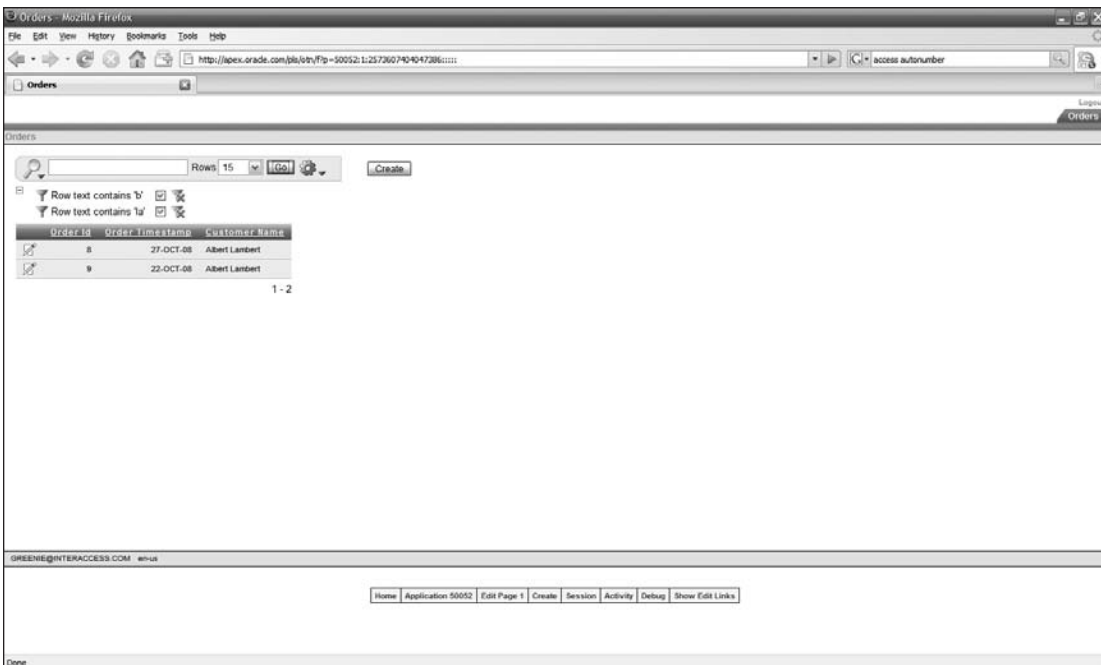 Orders - Mozilla Firefox
File Edit View History Bookmarks Tools Help
http://apex.oracle.com/pls/otn/f?p=50052:1:2573607404047386:::::
access autonumber
Orders
Logout
Orders
Orders
Rows 15 Go Create
Row text contains 'b'
Row text contains 'la'
Order Id Order Timestamp Customer Name
8 27-OCT-08 Albert Lambert
9 22-OCT-08 Albert Lambert
1 - 2
GREENIE@INTERACCESS.COM en-us
Home Application 50052 Edit Page 1 Create Session Activity Debug Show Edit Links
Done